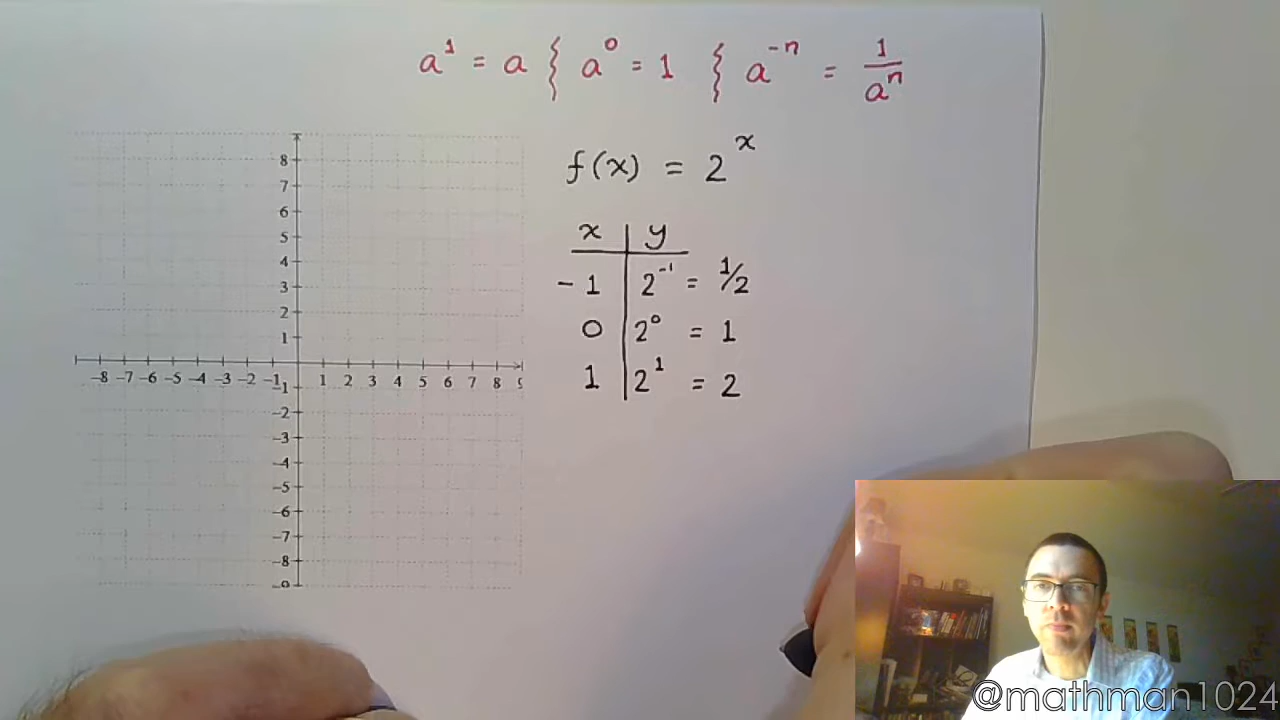 a¹ = a { a⁰ = 1 { a⁻ⁿ = 1/aⁿ
f(x) = 2ˣ
x | y
-1 | 2⁻¹ = 1/2
0 | 2⁰ = 1
1 | 2¹ = 2
8
7
6
5
4
3
2
1
-8 -7 -6 -5 -4 -3 -2 -1 1 2 3 4 5 6 7 8 9
-1
-2
-3
-4
-5
-6
-7
-8
-9
@mathman1024